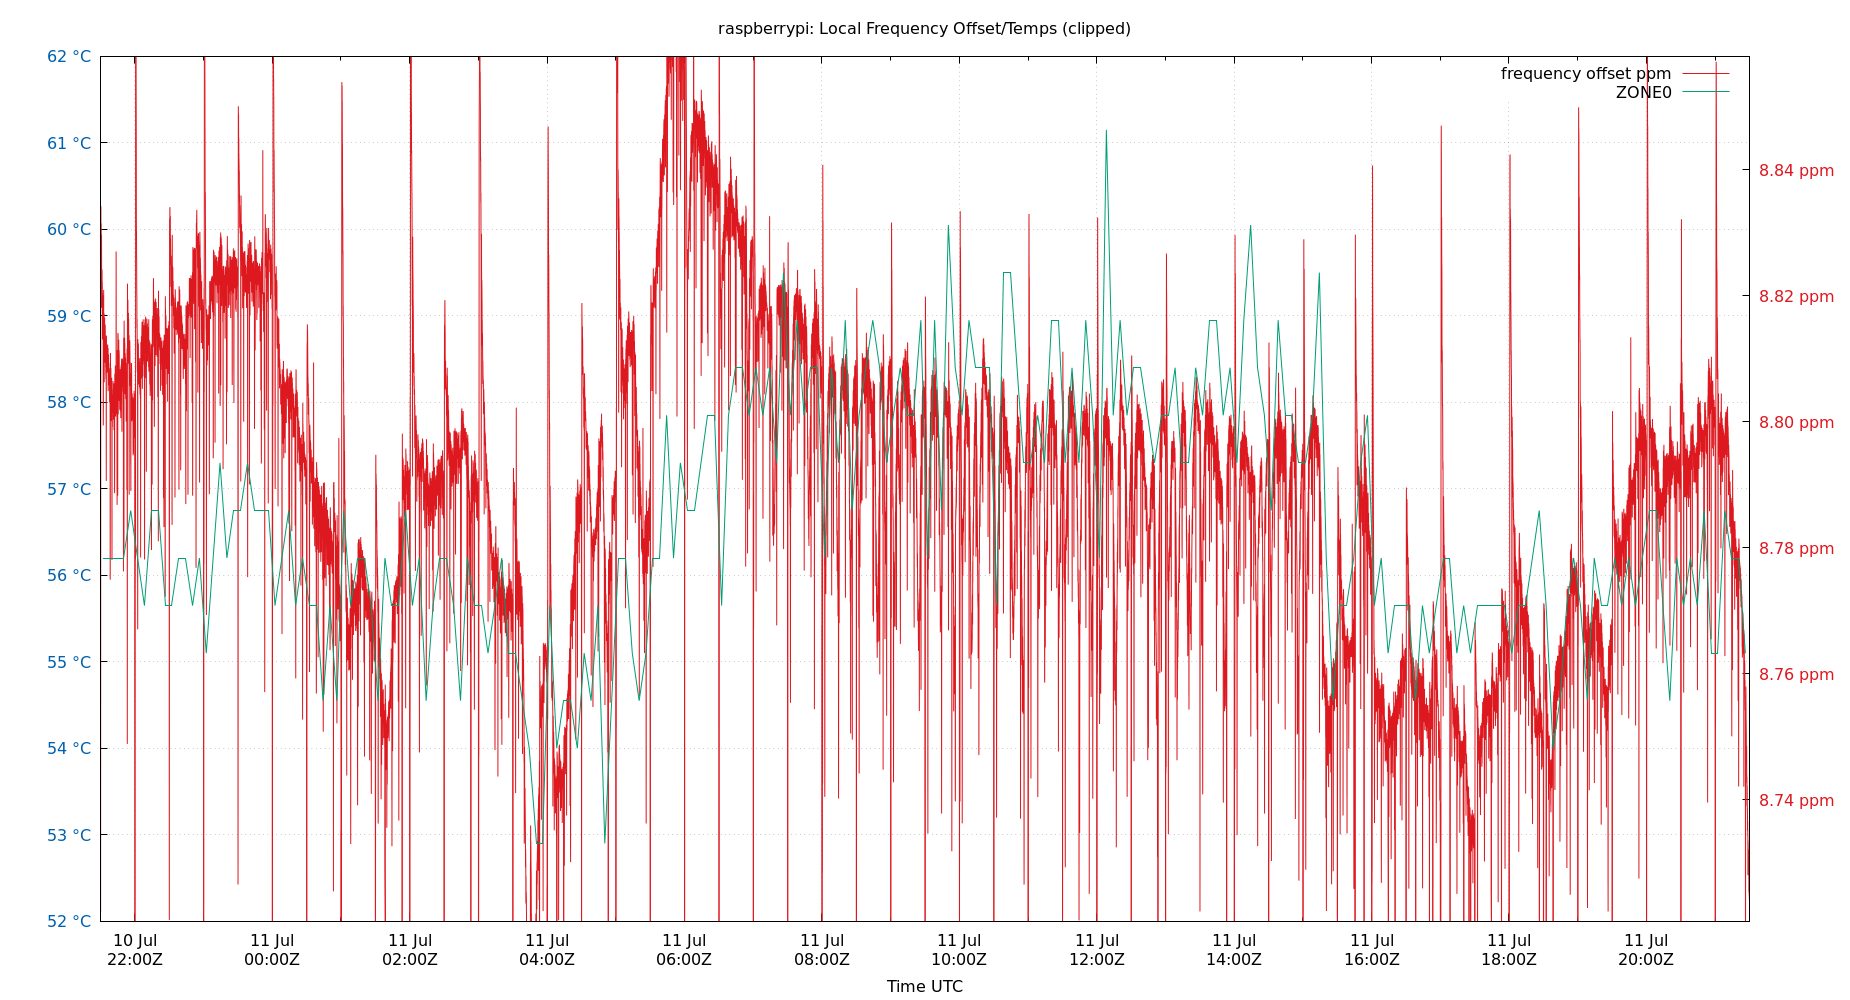 raspberrypi: Local Frequency Offset/Temps (clipped)
frequency offset ppm
ZONE0
62 °C
61 °C
60 °C
59 °C
58 °C
57 °C
56 °C
55 °C
54 °C
53 °C
52 °C
8.84 ppm
8.82 ppm
8.80 ppm
8.78 ppm
8.76 ppm
8.74 ppm
10 Jul 11 Jul 11 Jul 11 Jul 11 Jul 11 Jul 11 Jul 11 Jul 11 Jul 11 Jul 11 Jul 11 Jul
22:00Z 00:00Z 02:00Z 04:00Z 06:00Z 08:00Z 10:00Z 12:00Z 14:00Z 16:00Z 18:00Z 20:00Z
Time UTC